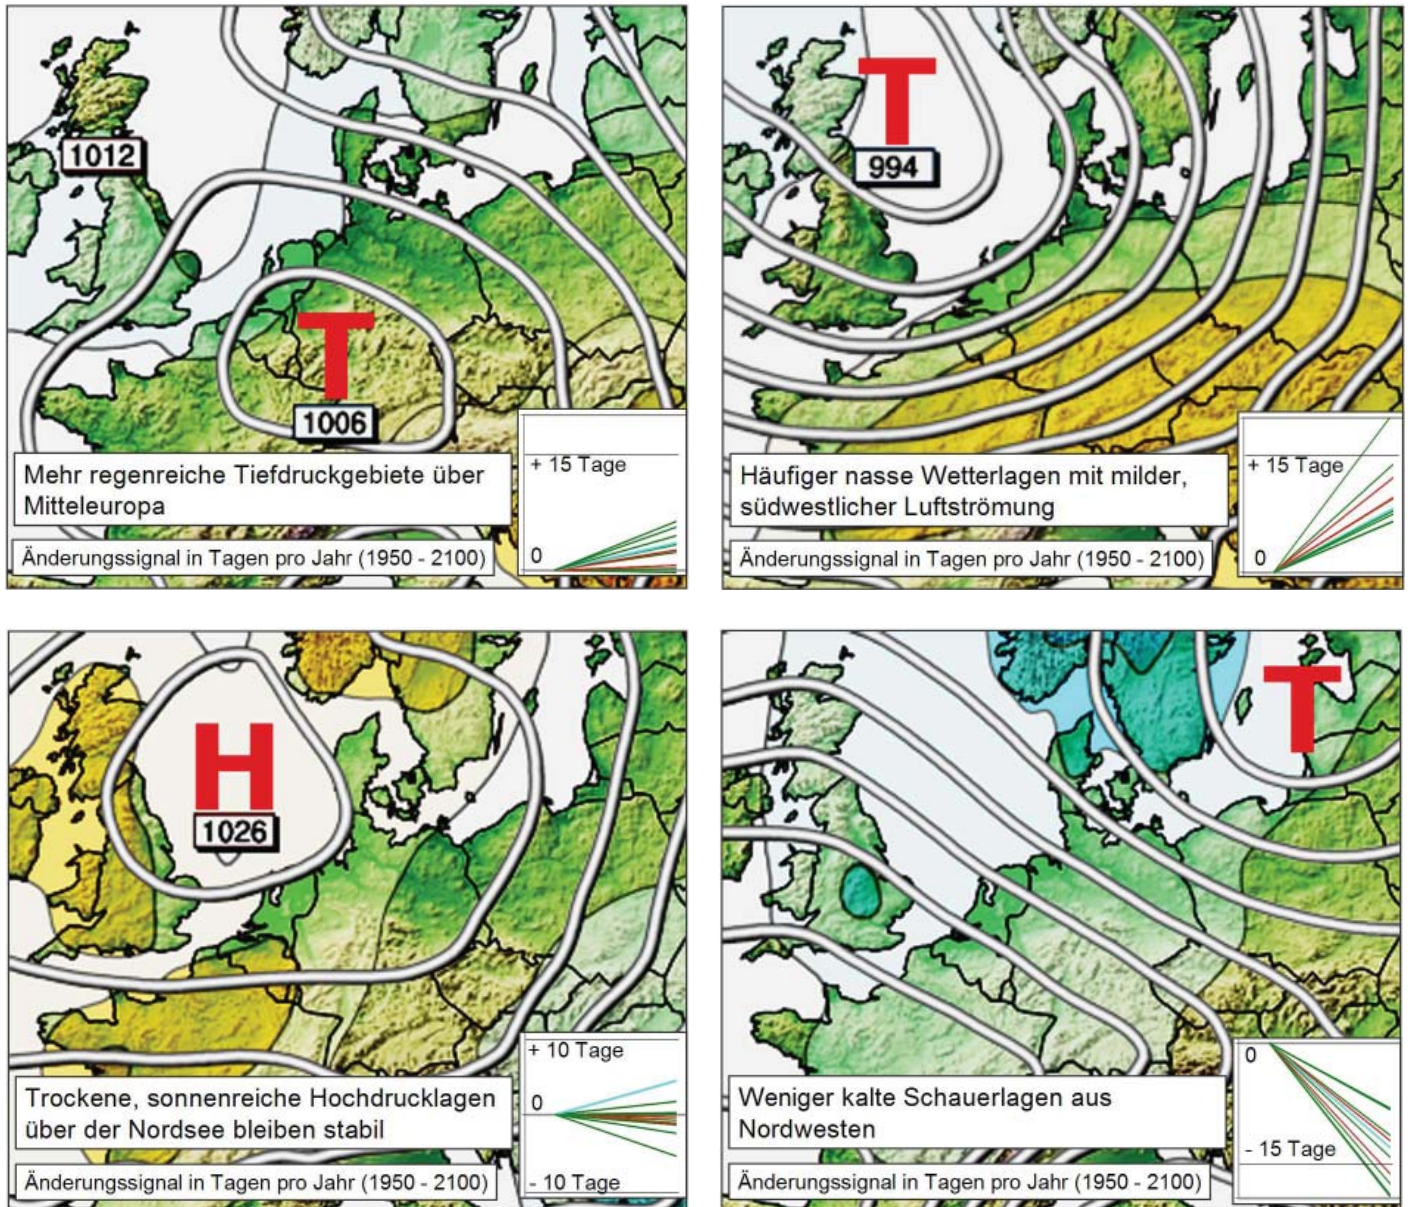 1012
T
1006
+ 15 Tage
0
Mehr regenreiche Tiefdruckgebiete über
Mitteleuropa
Änderungssignal in Tagen pro Jahr (1950 - 2100)
T
994
+ 15 Tage
0
Häufiger nasse Wetterlagen mit milder,
südwestlicher Luftströmung
Änderungssignal in Tagen pro Jahr (1950 - 2100)
H
1026
+ 10 Tage
0
- 10 Tage
Trockene, sonnenreiche Hochdrucklagen
über der Nordsee bleiben stabil
Änderungssignal in Tagen pro Jahr (1950 - 2100)
T
0
- 15 Tage
Weniger kalte Schauerlagen aus
Nordwesten
Änderungssignal in Tagen pro Jahr (1950 - 2100)